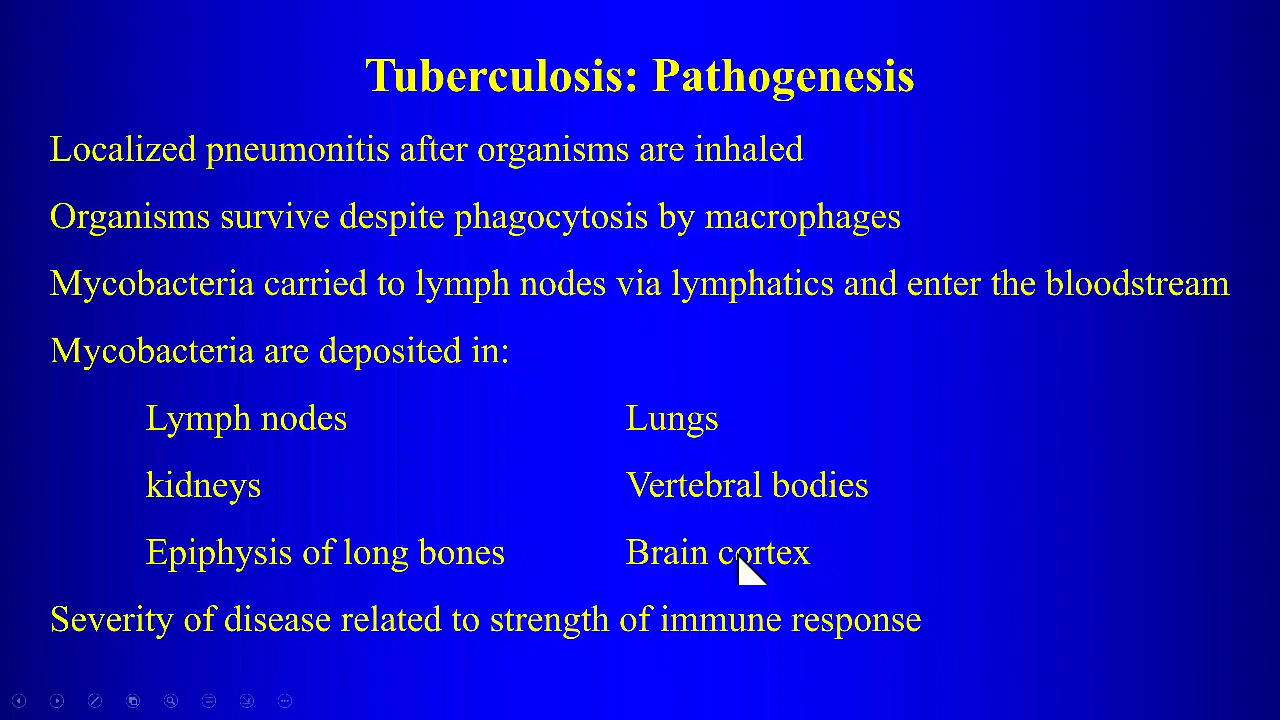 Tuberculosis: Pathogenesis
Localized pneumonitis after organisms are inhaled
Organisms survive despite phagocytosis by macrophages
Mycobacteria carried to lymph nodes via lymphatics and enter the bloodstream
Mycobacteria are deposited in:
Lymph nodes Lungs
kidneys Vertebral bodies
Epiphysis of long bones Brain cortex
Severity of disease related to strength of immune response